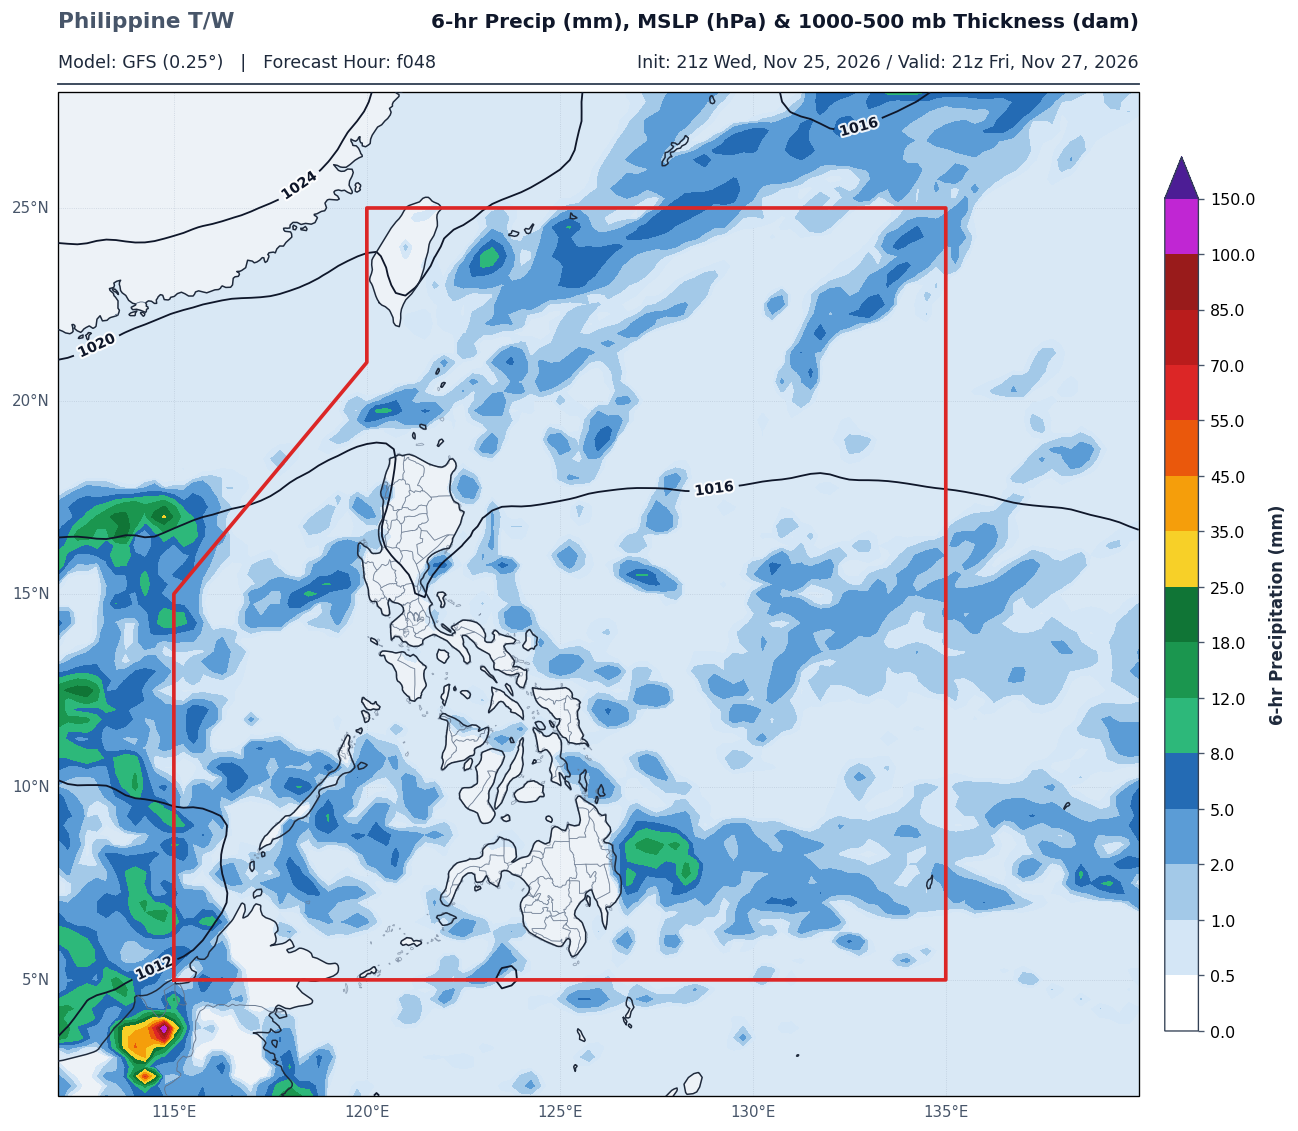 Philippine T/W
6-hr Precip (mm), MSLP (hPa) & 1000-500 mb Thickness (dam)
Model: GFS (0.25°) | Forecast Hour: f048
Init: 21z Wed, Nov 25, 2026 / Valid: 21z Fri, Nov 27, 2026
1016
1024
1020
1016
1012
25°N
20°N
15°N
10°N
5°N
115°E
120°E
125°E
130°E
135°E
150.0
100.0
85.0
70.0
55.0
45.0
35.0
25.0
18.0
12.0
8.0
5.0
2.0
1.0
0.5
0.0
6-hr Precipitation (mm)